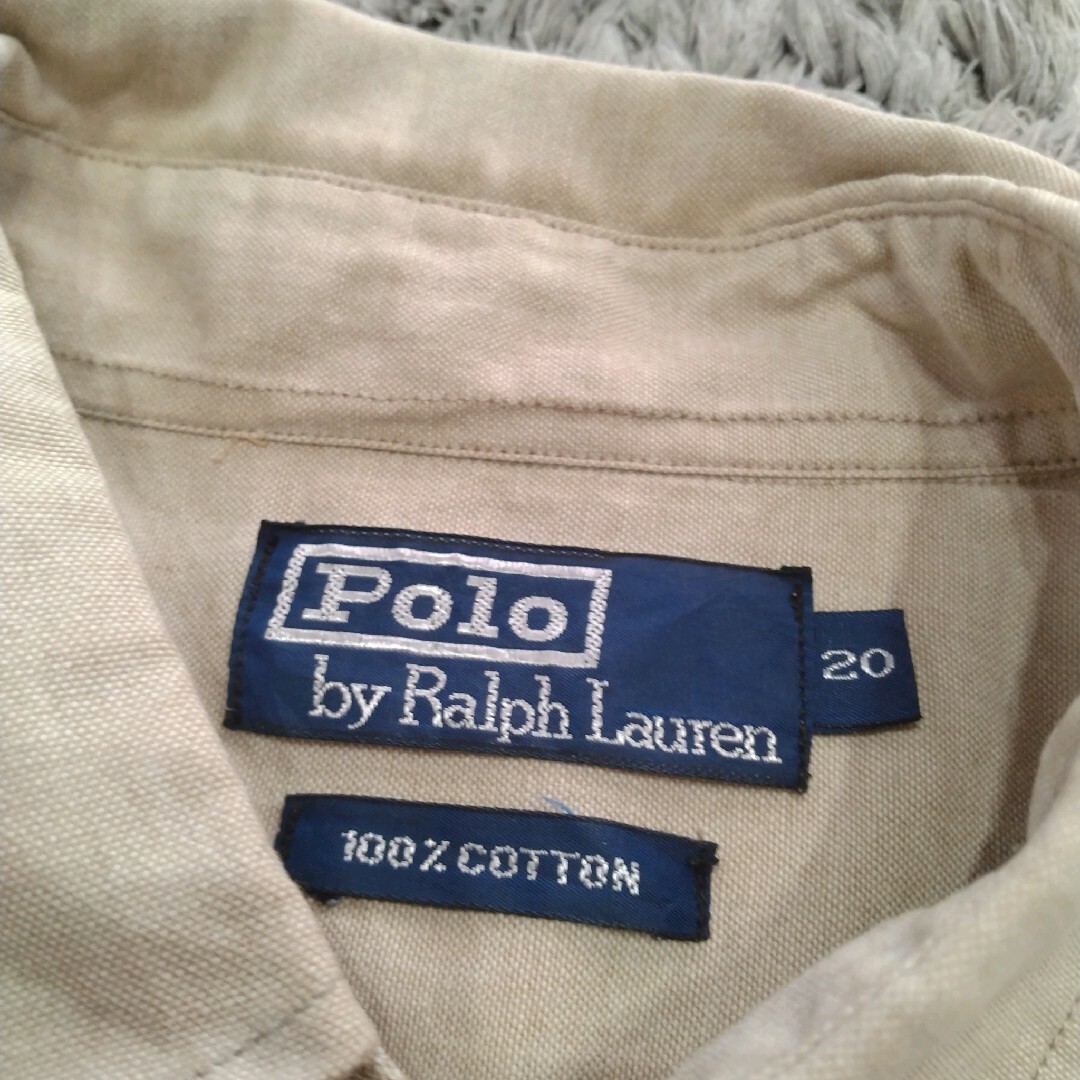 Polo
by Ralph Lauren
20
100% COTTON